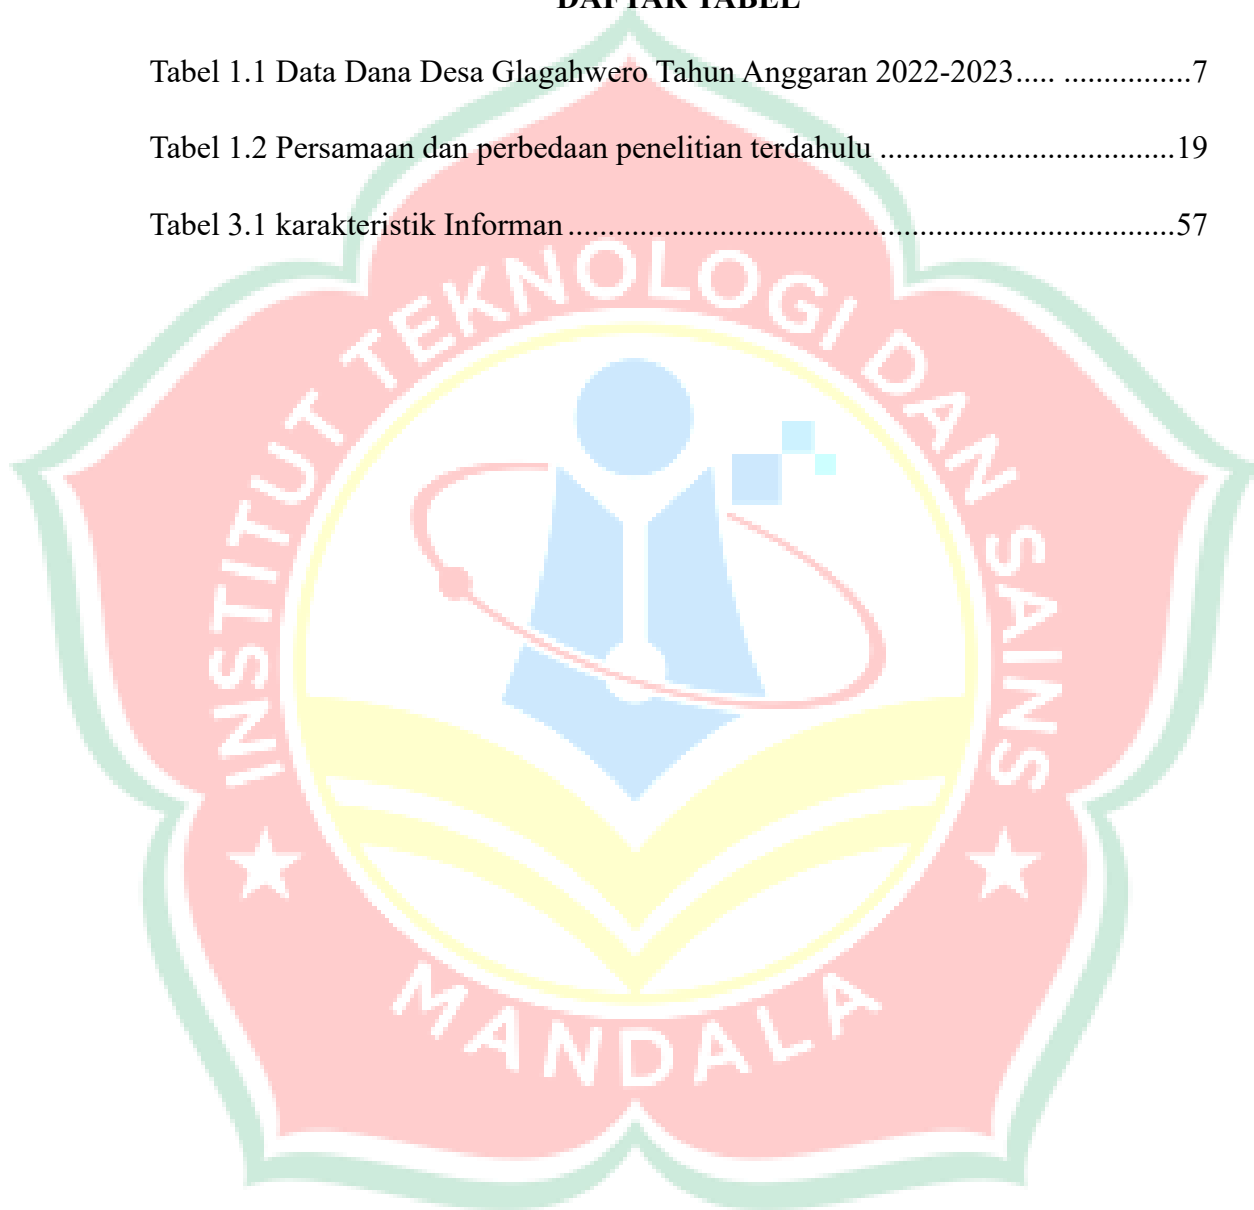 DAFTAR TABEL
Tabel 1.1 Data Dana Desa Glagahwero Tahun Anggaran 2022-2023..... ................7
Tabel 1.2 Persamaan dan perbedaan penelitian terdahulu .....................................19
Tabel 3.1 karakteristik Informan............................................................................57
INSTITUT TEKNOLOGI DAN SAINS
MANDALA